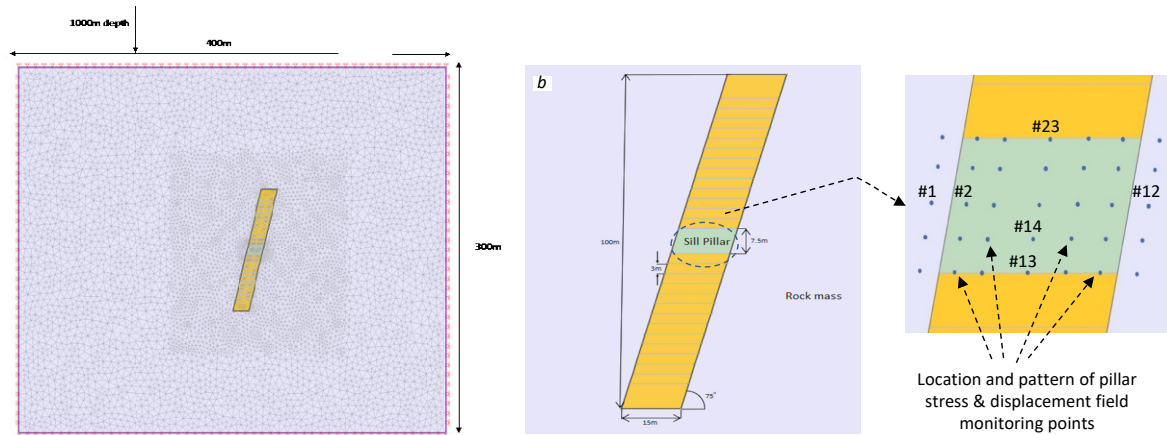 1000m depth
400m
300m
b
100m
Sill Pillar
7.5m
3m
Rock mass
75°
15m
#23
#1
#2
#12
#14
#13
Location and pattern of pillar
stress & displacement field
monitoring points